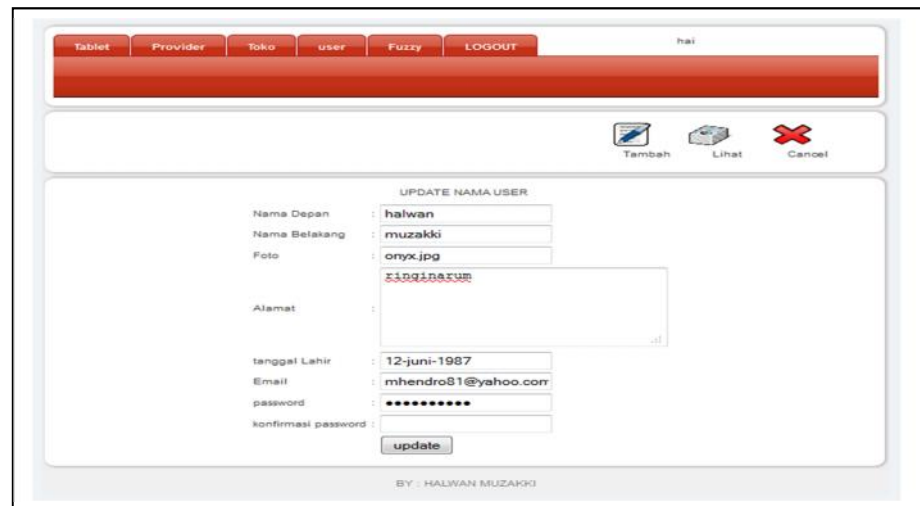 Tablet Provider Toko user Fuzzy LOGOUT hai
Tambah Lihat Cancel
UPDATE NAMA USER
Nama Depan : halwan
Nama Belakang : muzakki
Foto : onyx.jpg
Alamat : ringinarum
tanggal Lahir : 12-juni-1987
Email : mhendro81@yahoo.com
password : ••••••••••
konfirmasi password :
update
BY : HALWAN MUZAKKI